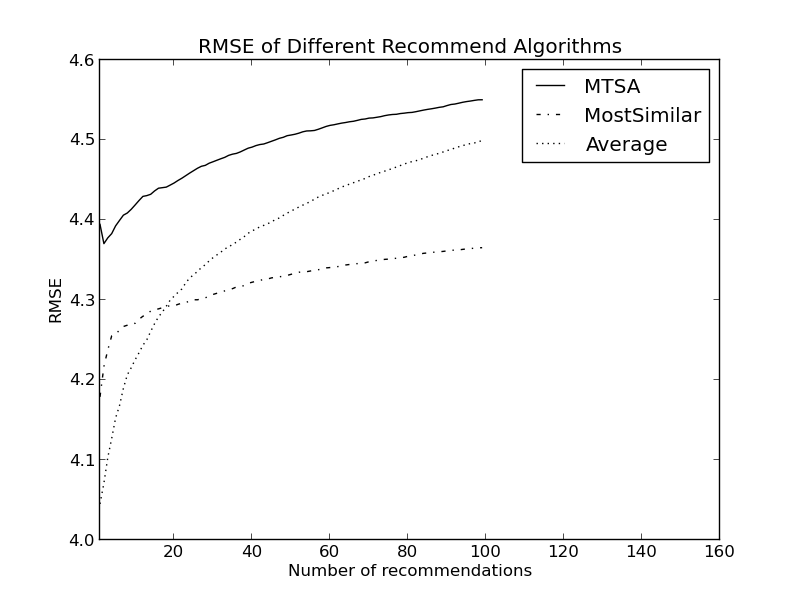 RMSE of Different Recommend Algorithms
4.6
4.5
4.4
4.3
4.2
4.1
4.0
RMSE
MTSA
MostSimilar
Average
20 40 60 80 100 120 140 160
Number of recommendations